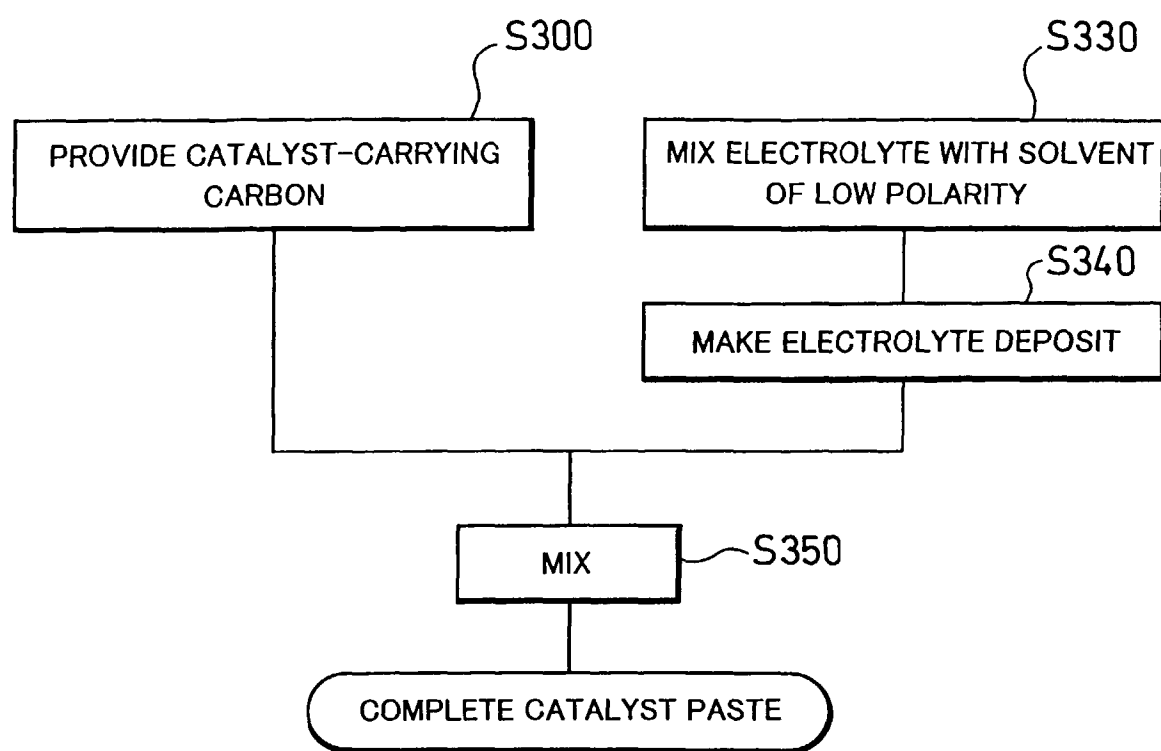 S300
S330
PROVIDE CATALYST-CARRYING
CARBON
MIX ELECTROLYTE WITH SOLVENT
OF LOW POLARITY
S340
MAKE ELECTROLYTE DEPOSIT
MIX
S350
COMPLETE CATALYST PASTE